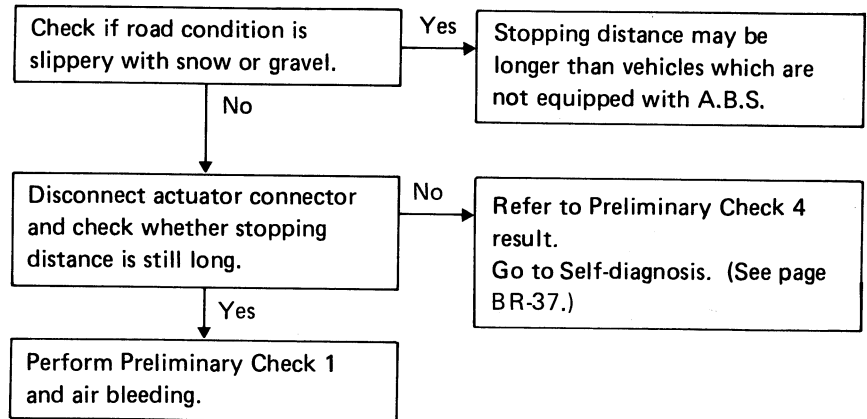 Check if road condition is
slippery with snow or gravel.
Yes
Stopping distance may be
longer than vehicles which are
not equipped with A.B.S.
No
Disconnect actuator connector
and check whether stopping
distance is still long.
No
Refer to Preliminary Check 4
result.
Go to Self-diagnosis. (See page
BR-37.)
Yes
Perform Preliminary Check 1
and air bleeding.